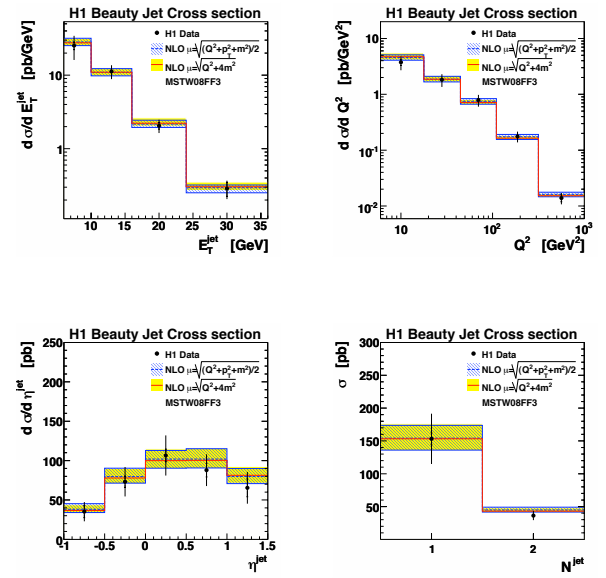 H1 Beauty Jet Cross section
d σ/d E_T^jet [pb/GeV]
H1 Data
NLO μ=√(Q²+p_T²+m²)/2
NLO μ=√Q²+4m²
MSTW08FF3
10
1
10 15 20 25 30 35
E_T^jet [GeV]
H1 Beauty Jet Cross section
d σ/d Q² [pb/GeV²]
H1 Data
NLO μ=√(Q²+p_T²+m²)/2
NLO μ=√Q²+4m²
MSTW08FF3
10
1
10⁻¹
10⁻²
10 10² 10³
Q² [GeV²]
H1 Beauty Jet Cross section
d σ/d η^jet [pb]
H1 Data
NLO μ=√(Q²+p_T²+m²)/2
NLO μ=√Q²+4m²
MSTW08FF3
250
200
150
100
50
0
-1 -0.5 0 0.5 1 1.5
η^jet
H1 Beauty Jet Cross section
σ [pb]
H1 Data
NLO μ=√(Q²+p_T²+m²)/2
NLO μ=√Q²+4m²
MSTW08FF3
300
250
200
150
100
50
1 2
N^jet